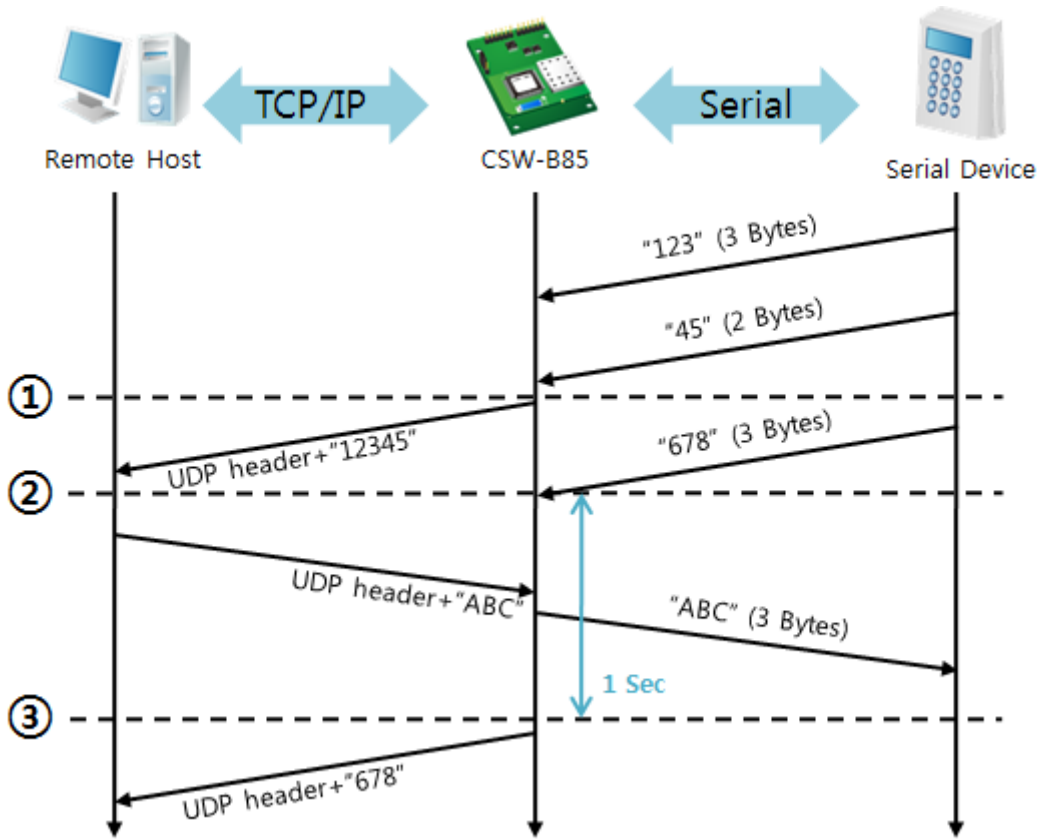 TCP/IP
Serial
Remote Host
CSW-B85
Serial Device
"123" (3 Bytes)
"45" (2 Bytes)
①
UDP header+"12345"
"678" (3 Bytes)
②
UDP header+"ABC"
"ABC" (3 Bytes)
1 Sec
③
UDP header+"678"